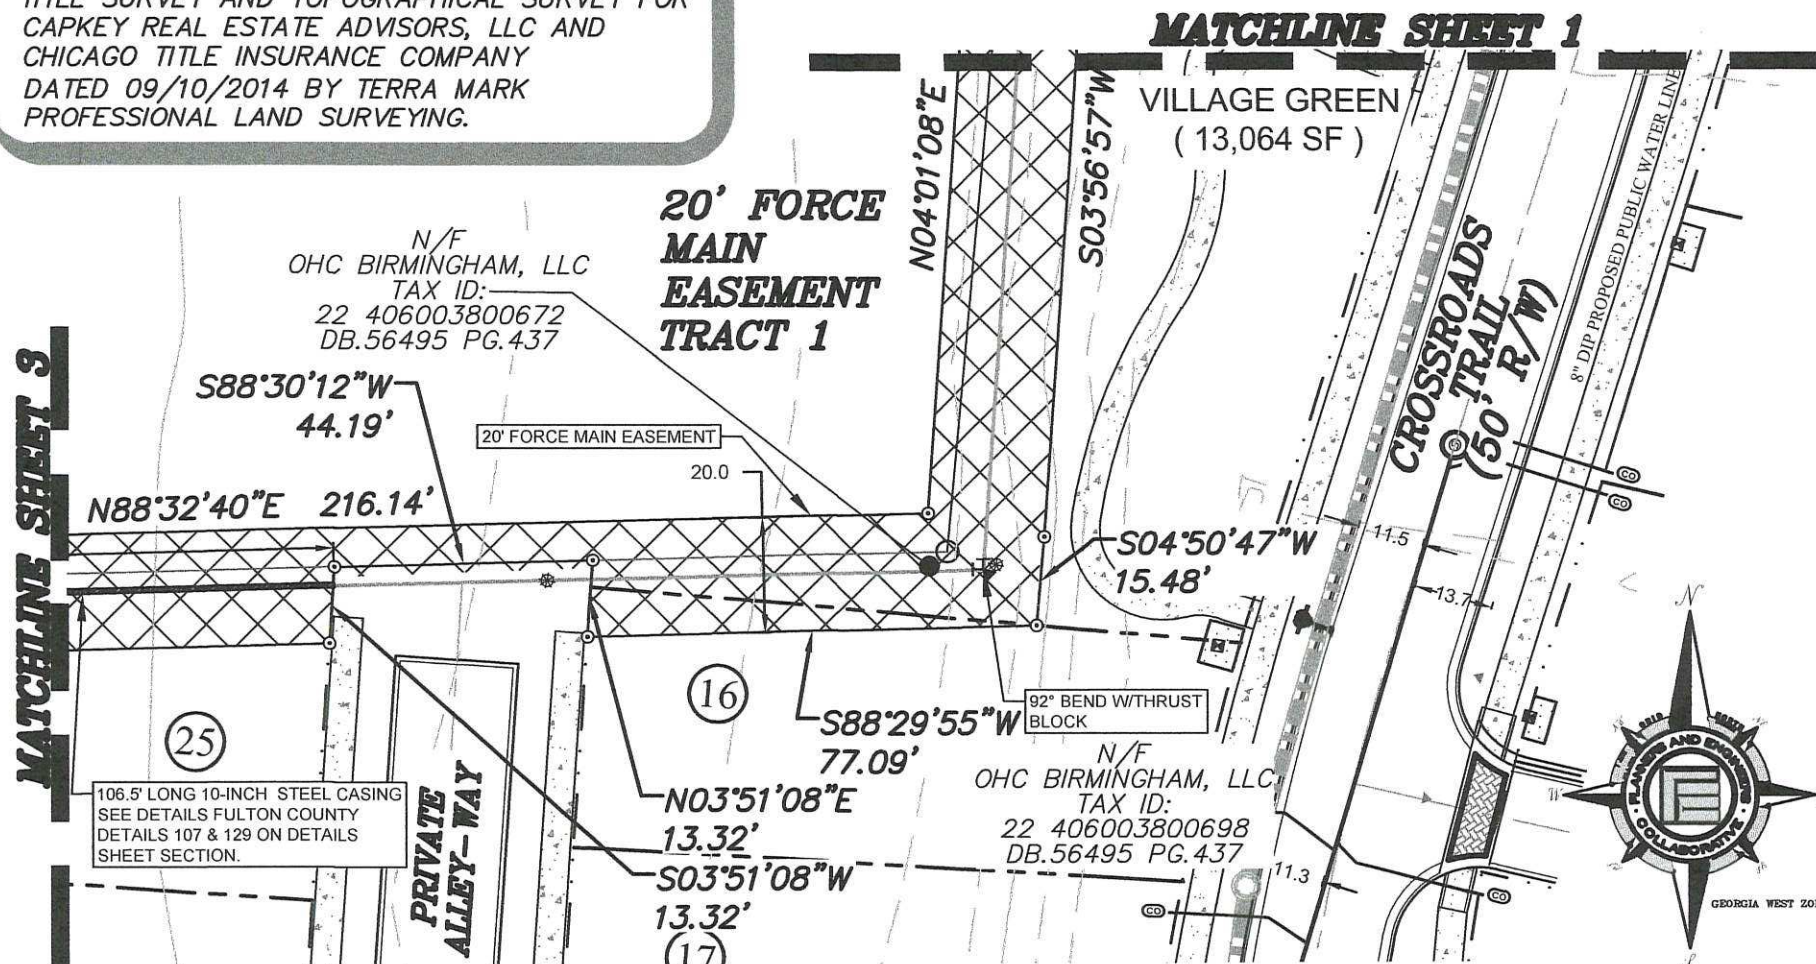 TITLE SURVEY AND TOPOGRAPHICAL SURVEY FOR
CAPKEY REAL ESTATE ADVISORS, LLC AND
CHICAGO TITLE INSURANCE COMPANY
DATED 09/10/2014 BY TERRA MARK
PROFESSIONAL LAND SURVEYING.
MATCHLINE SHEET 1
VILLAGE GREEN
( 13,064 SF )
N04°01'08"E
S03°56'57"W
20' FORCE
MAIN
EASEMENT
TRACT 1
N/F
OHC BIRMINGHAM, LLC
TAX ID:
22 406003800672
DB.56495 PG.437
MATCHLINE SHEET 3
S88°30'12"W
44.19'
20' FORCE MAIN EASEMENT
20.0
N88°32'40"E 216.14'
CROSSROADS
TRAIL
(50' R/W)
8" DIP PROPOSED PUBLIC WATER LINE
CO
CO
11.5
13.7
S04°50'47"W
15.48'
N
16
25
92° BEND W/THRUST
BLOCK
S88°29'55"W
77.09'
N/F
OHC BIRMINGHAM, LLC
TAX ID:
22 406003800698
DB.56495 PG.437
106.5' LONG 10-INCH STEEL CASING
SEE DETAILS FULTON COUNTY
DETAILS 107 & 129 ON DETAILS
SHEET SECTION.
PRIVATE
ALLEY-WAY
N03°51'08"E
13.32'
S03°51'08"W
13.32'
17
11.3
CO
CO
PLANNERS AND ENGINEERS
COLLABORATIVE
GRID NORTH
W
GEORGIA WEST ZO